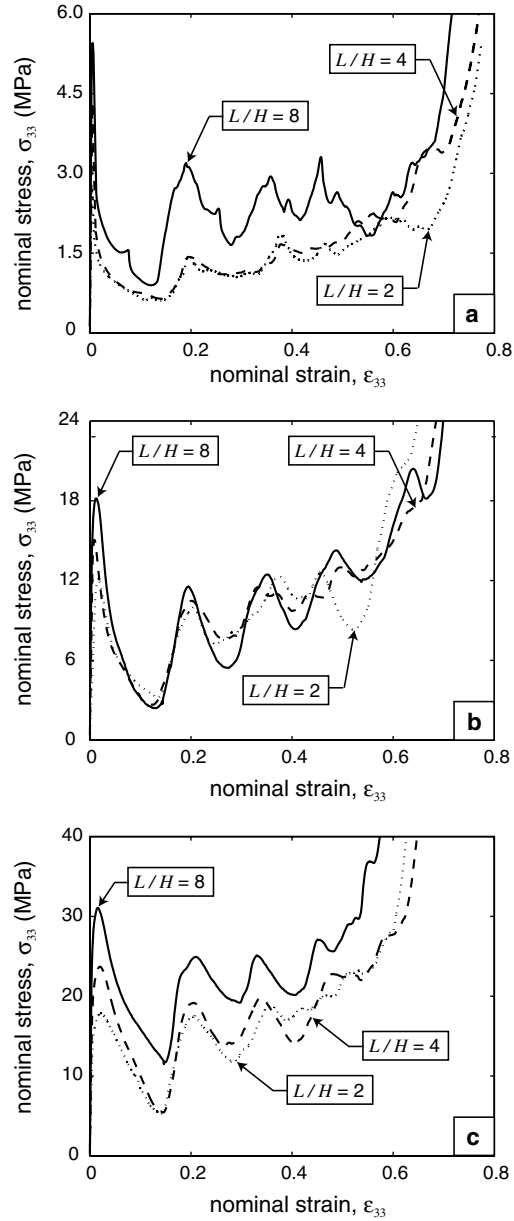 6.0
4.5
3.0
1.5
0
nominal stress, σ33 (MPa)
L / H = 4
L / H = 8
L / H = 2
a
0 0.2 0.4 0.6 0.8
nominal strain, ε33
24
18
12
6
0
nominal stress, σ33 (MPa)
L / H = 8
L / H = 4
L / H = 2
b
0 0.2 0.4 0.6 0.8
nominal strain, ε33
40
30
20
10
0
nominal stress, σ33 (MPa)
L / H = 8
L / H = 4
L / H = 2
c
0 0.2 0.4 0.6 0.8
nominal strain, ε33